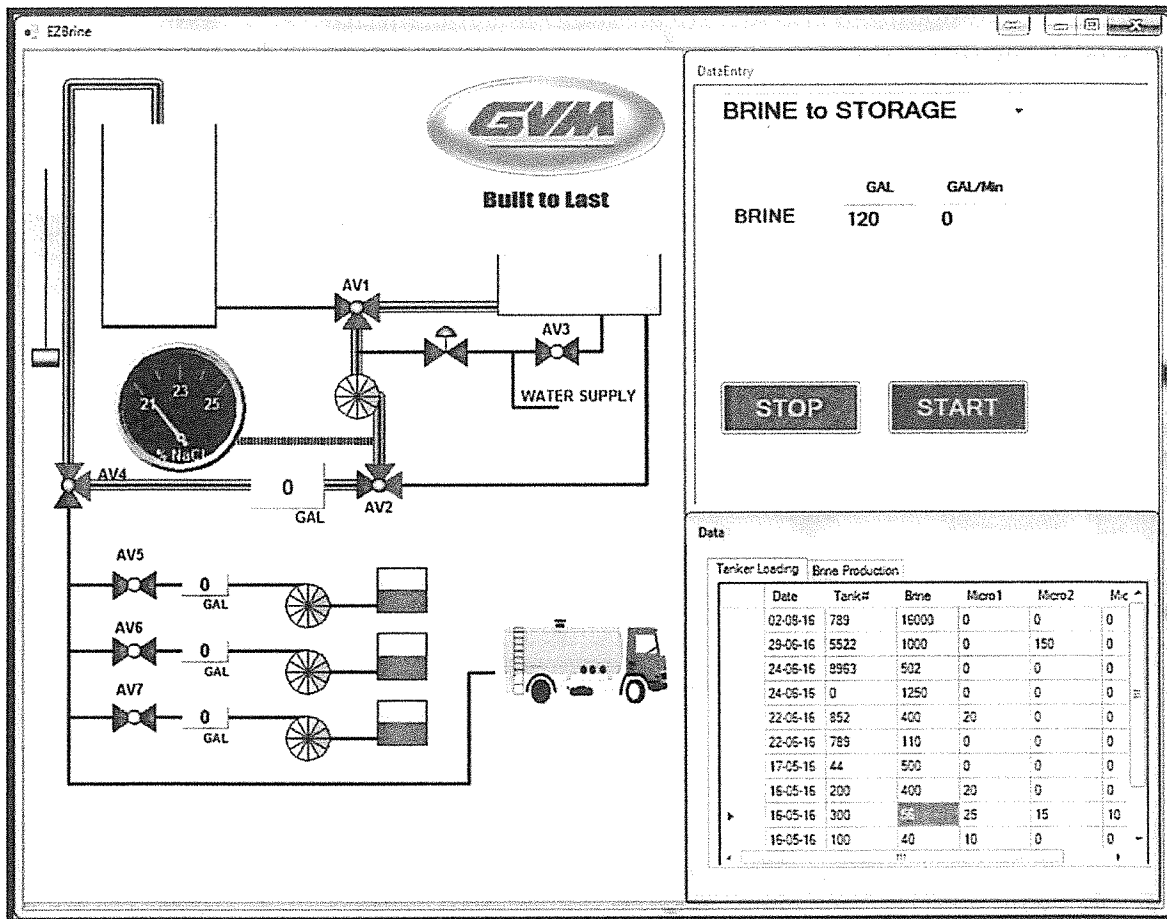 EZBrine
GVM
Built to Last
AV1
AV3
WATER SUPPLY
21
23
25
% NaCl
AV4
0
GAL
AV2
AV5
0
GAL
AV6
0
GAL
AV7
0
GAL
DataEntry
BRINE to STORAGE
GAL GAL/Min
BRINE 120 0
STOP START
Data
Tanker Loading Brine Production
Date Tank# Brine Micro1 Micro2 Mic
02-08-16 789 16000 0 0 0
29-06-16 5522 1000 0 150 0
24-06-16 8963 502 0 0 0
24-06-16 0 1250 0 0 0
22-06-16 852 400 20 0 0
22-06-16 789 110 0 0 0
17-05-16 44 500 0 0 0
16-05-16 200 400 20 0 0
16-05-16 300 25 15 10
16-05-16 100 40 10 0 0